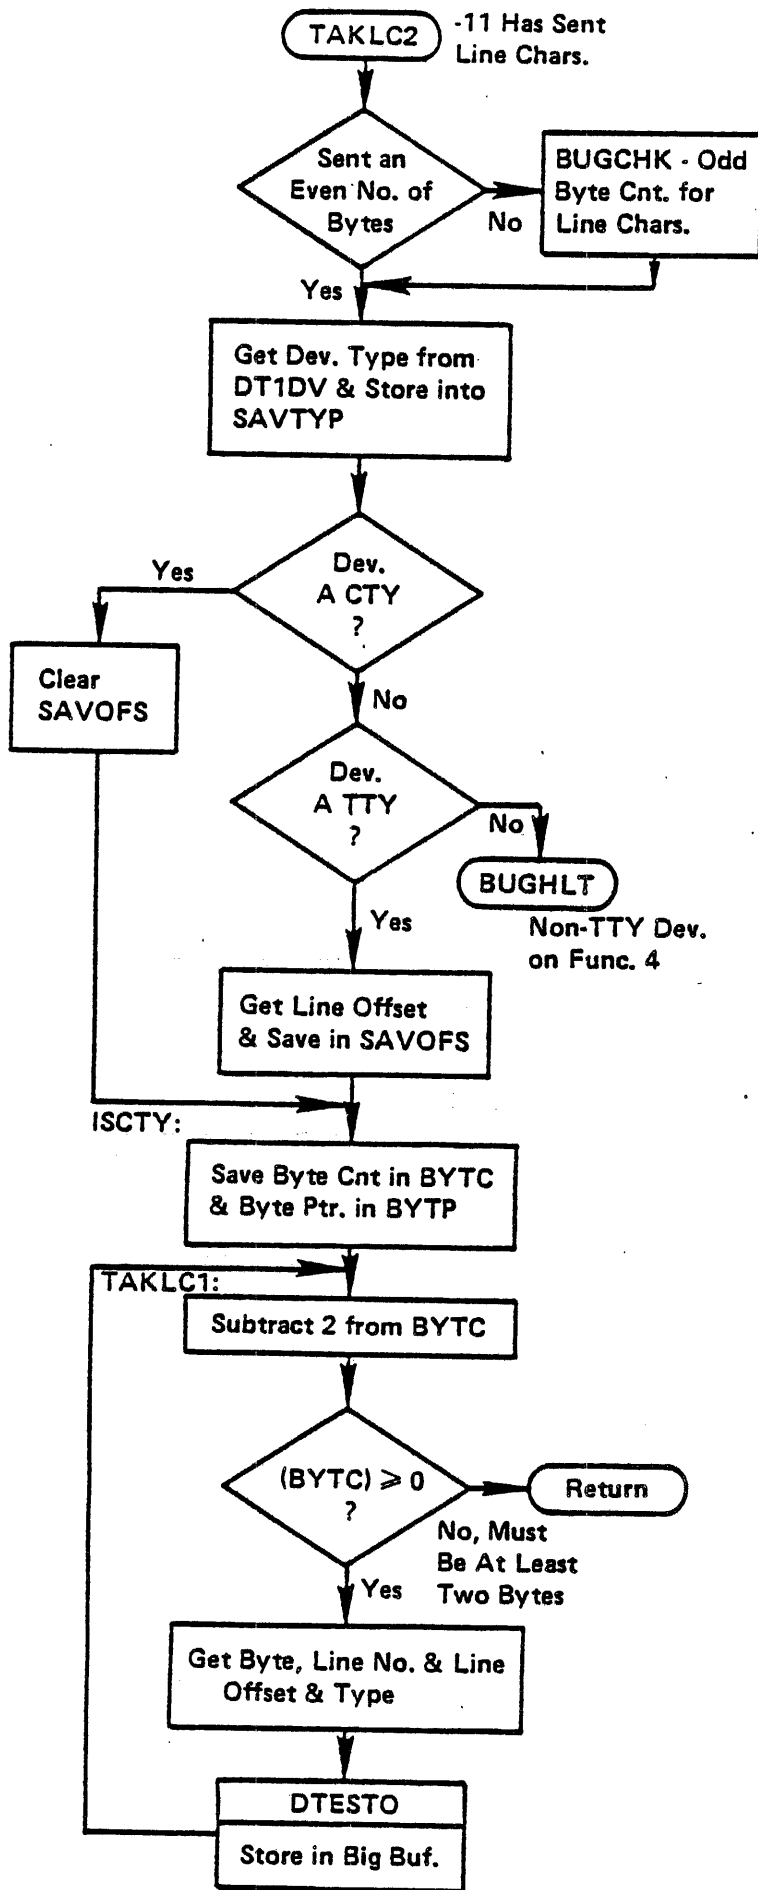 TAKLC2
-11 Has Sent
Line Chars.
Sent an
Even No. of
Bytes
No
BUGCHK - Odd
Byte Cnt. for
Line Chars.
Yes
Get Dev. Type from
DT1DV & Store into
SAVTYP
Dev.
A CTY
?
Yes
Clear
SAVOFS
No
Dev.
A TTY
?
No
BUGHLT
Non-TTY Dev.
on Func. 4
Yes
Get Line Offset
& Save in SAVOFS
ISCTY:
Save Byte Cnt in BYTC
& Byte Ptr. in BYTP
TAKLC1:
Subtract 2 from BYTC
(BYTC) ⩾ 0
?
Return
No, Must
Be At Least
Two Bytes
Yes
Get Byte, Line No. & Line
Offset & Type
DTESTO
Store in Big Buf.